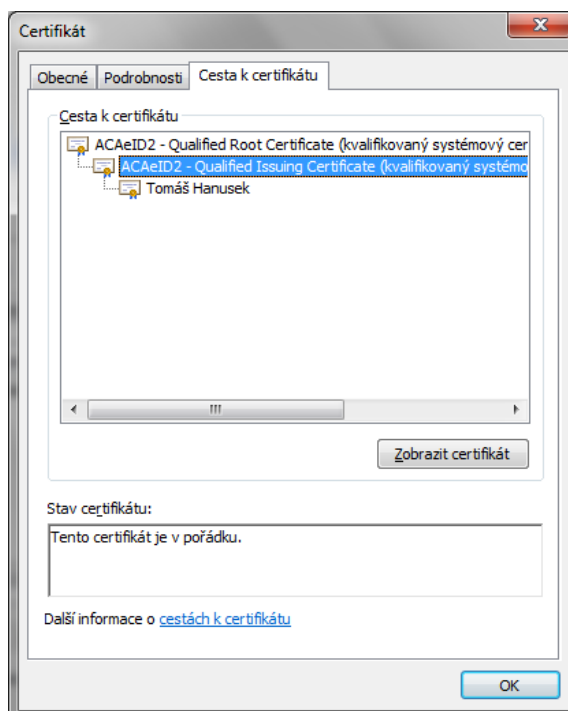 Certifikát
Obecné Podrobnosti Cesta k certifikátu
Cesta k certifikátu
ACAeID2 - Qualified Root Certificate (kvalifikovaný systémový cer
ACAeID2 - Qualified Issuing Certificate (kvalifikovaný systémo
Tomáš Hanusek
Zobrazit certifikát
Stav certifikátu:
Tento certifikát je v pořádku.
Další informace o cestách k certifikátu
OK